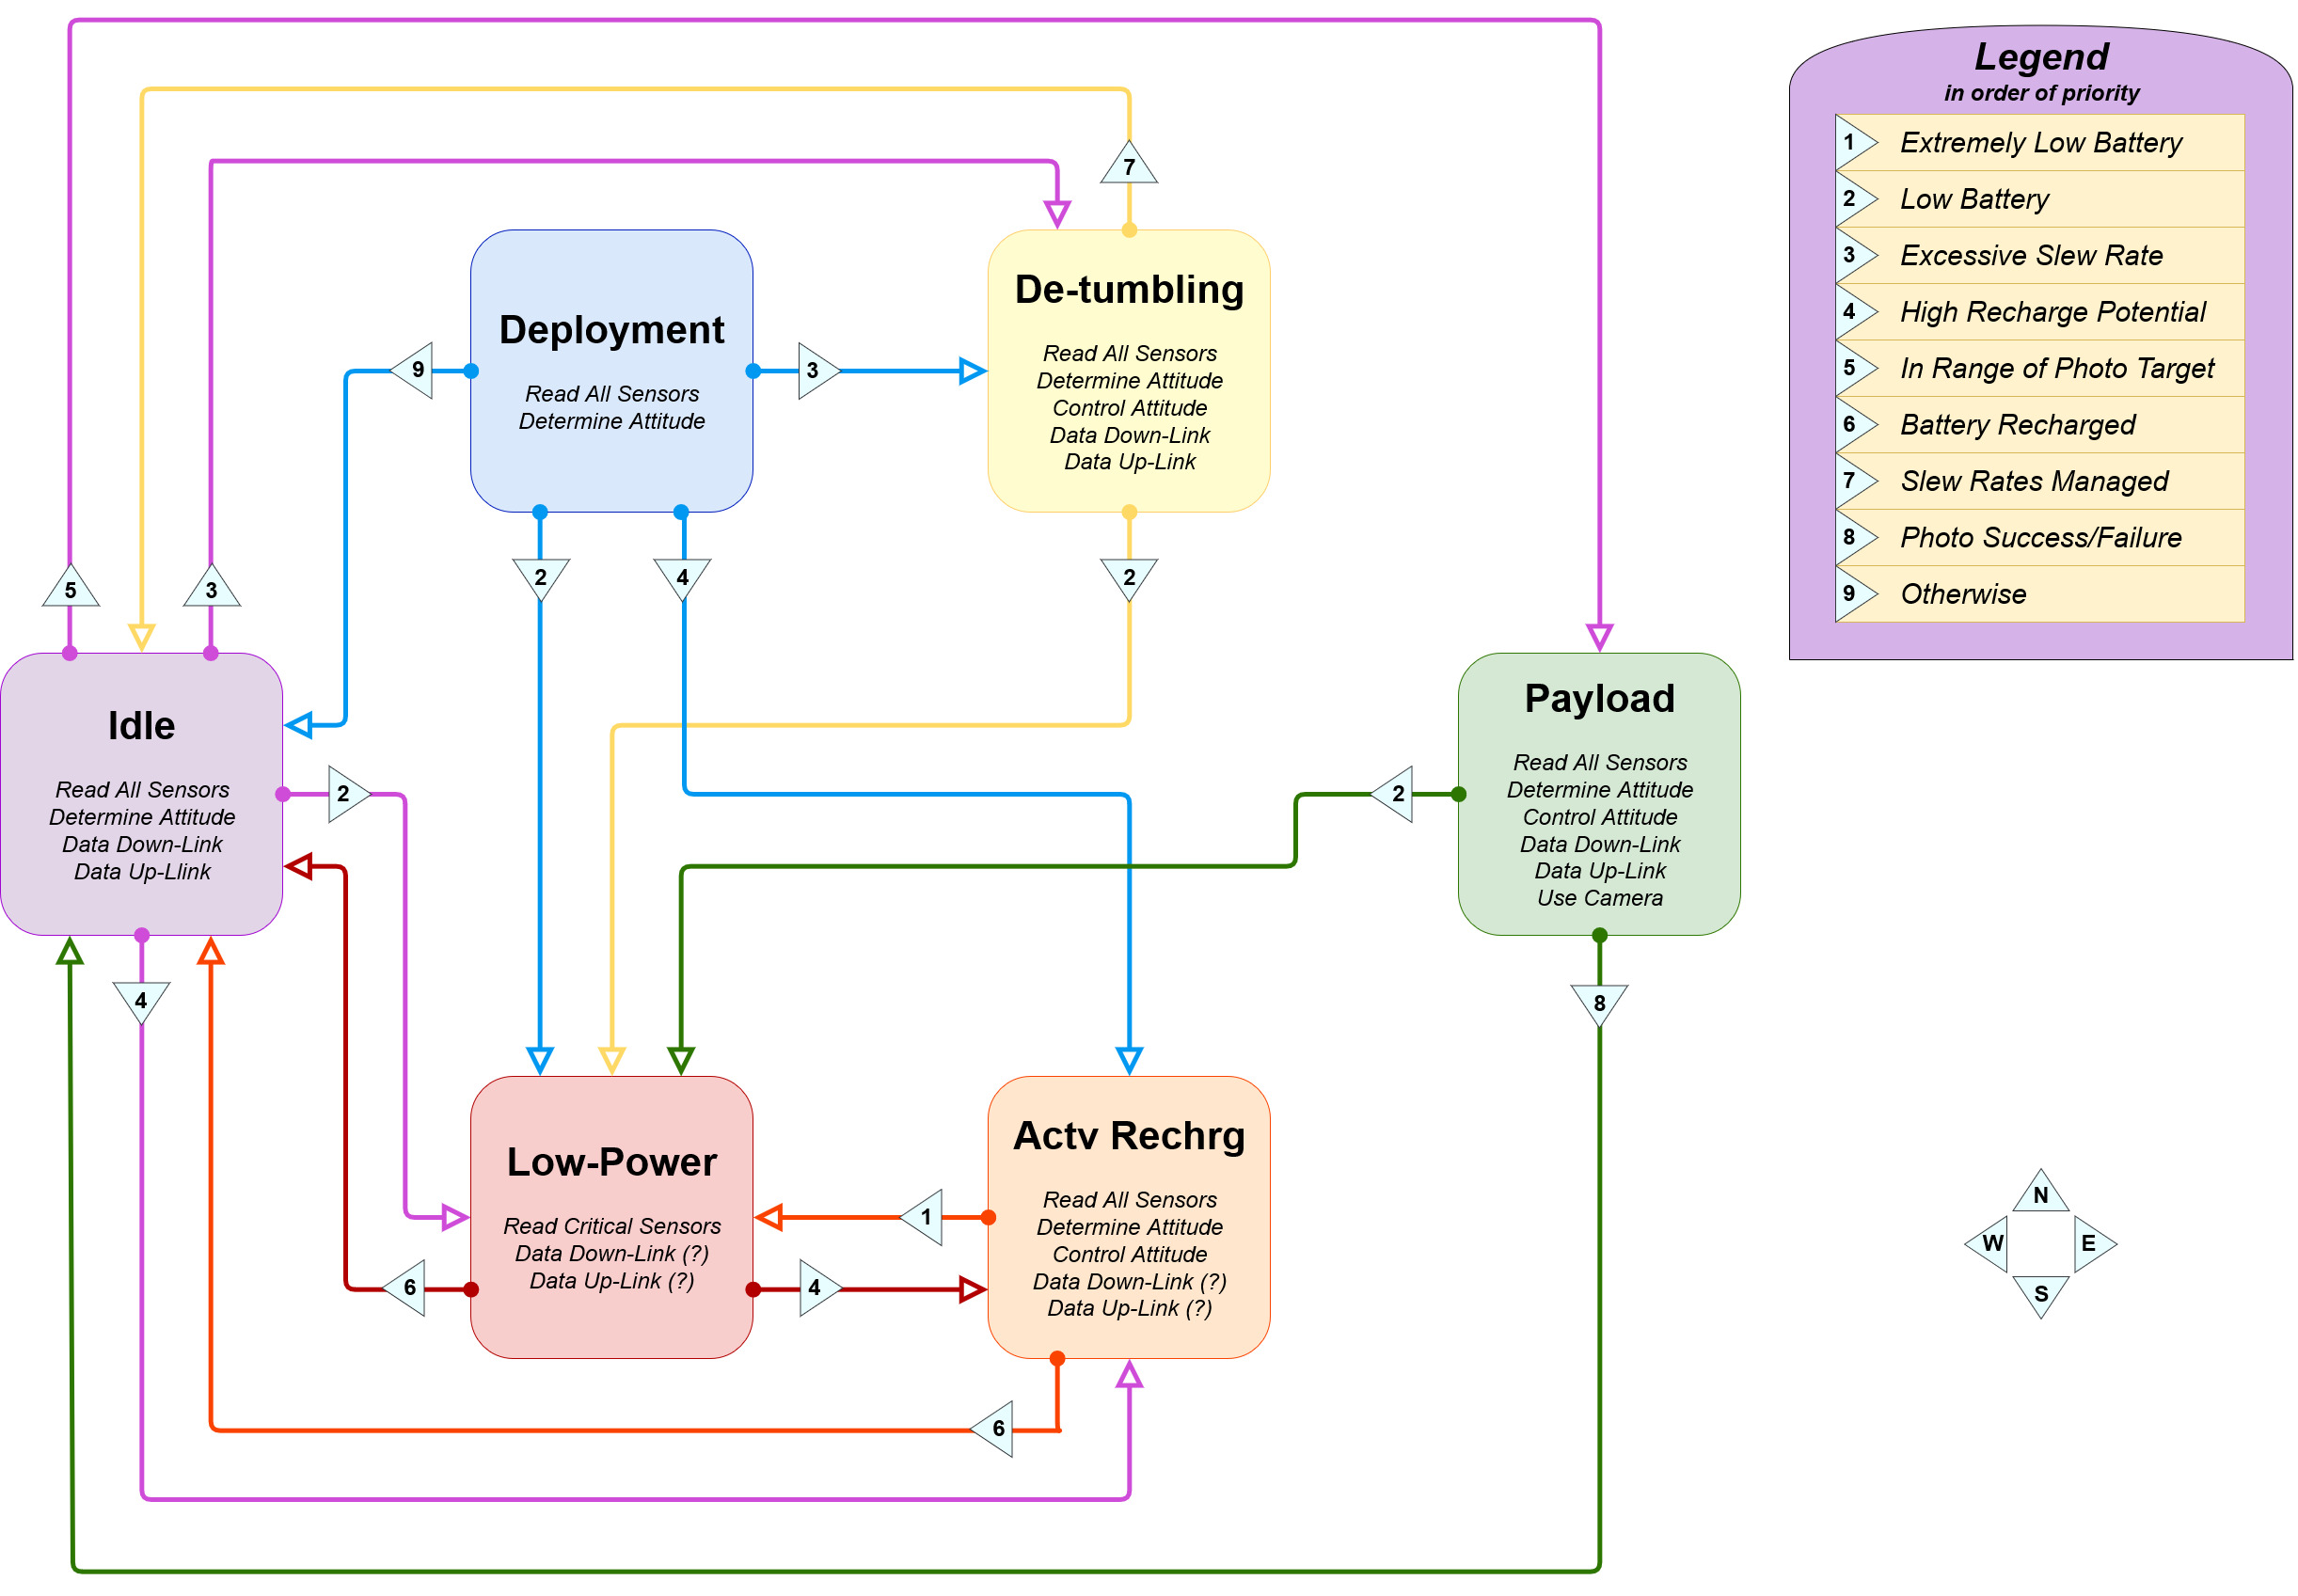 Legend
in order of priority
1 Extremely Low Battery
2 Low Battery
3 Excessive Slew Rate
4 High Recharge Potential
5 In Range of Photo Target
6 Battery Recharged
7 Slew Rates Managed
8 Photo Success/Failure
9 Otherwise
7
Deployment
Read All Sensors
Determine Attitude
9
3
2
4
De-tumbling
Read All Sensors
Determine Attitude
Control Attitude
Data Down-Link
Data Up-Link
2
5
3
Idle
Read All Sensors
Determine Attitude
Data Down-Link
Data Up-Llink
2
4
Payload
Read All Sensors
Determine Attitude
Control Attitude
Data Down-Link
Data Up-Link
Use Camera
2
8
Low-Power
Read Critical Sensors
Data Down-Link (?)
Data Up-Link (?)
6
4
1
Actv Rechrg
Read All Sensors
Determine Attitude
Control Attitude
Data Down-Link (?)
Data Up-Link (?)
6
N
W
E
S